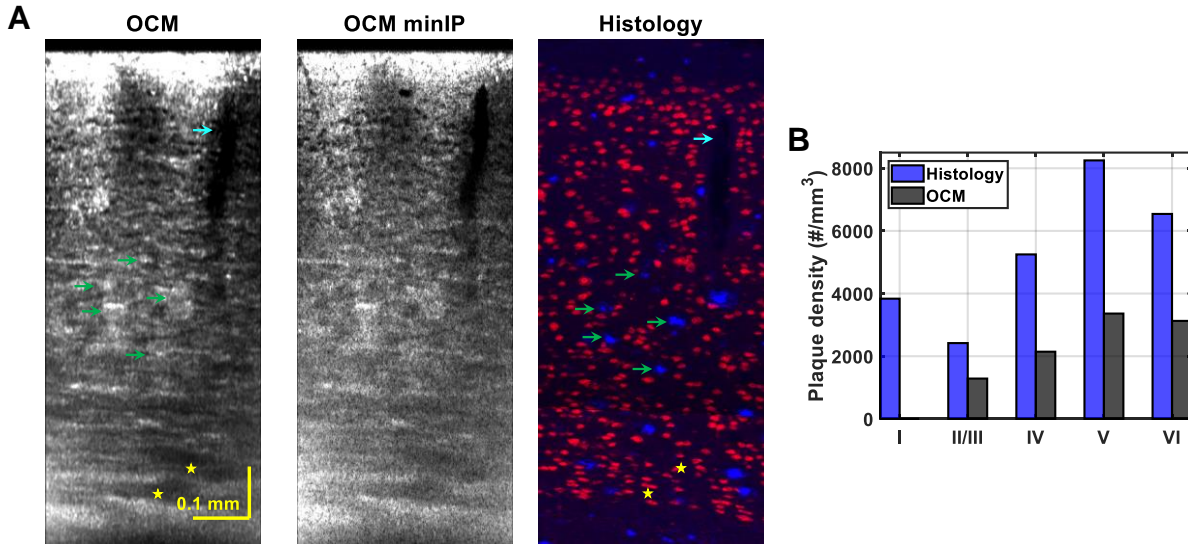 A
OCM
OCM minIP
Histology
0.1 mm
B
Plaque density (#/mm³)
8000
6000
4000
2000
0
Histology
OCM
I II/III IV V VI